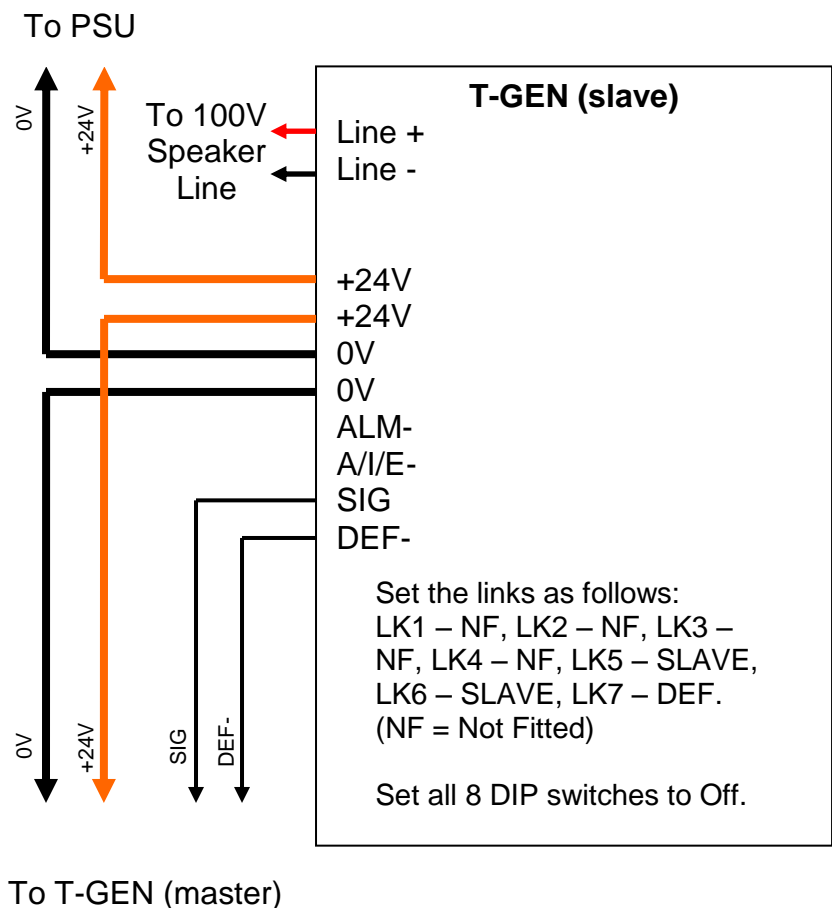 To PSU
0V
+24V
To 100V
Speaker
Line
T-GEN (slave)
Line +
Line -
+24V
+24V
0V
0V
ALM-
A/I/E-
SIG
DEF-
Set the links as follows:
LK1 – NF, LK2 – NF, LK3 –
NF, LK4 – NF, LK5 – SLAVE,
LK6 – SLAVE, LK7 – DEF.
(NF = Not Fitted)
Set all 8 DIP switches to Off.
0V
+24V
SIG
DEF-
To T-GEN (master)